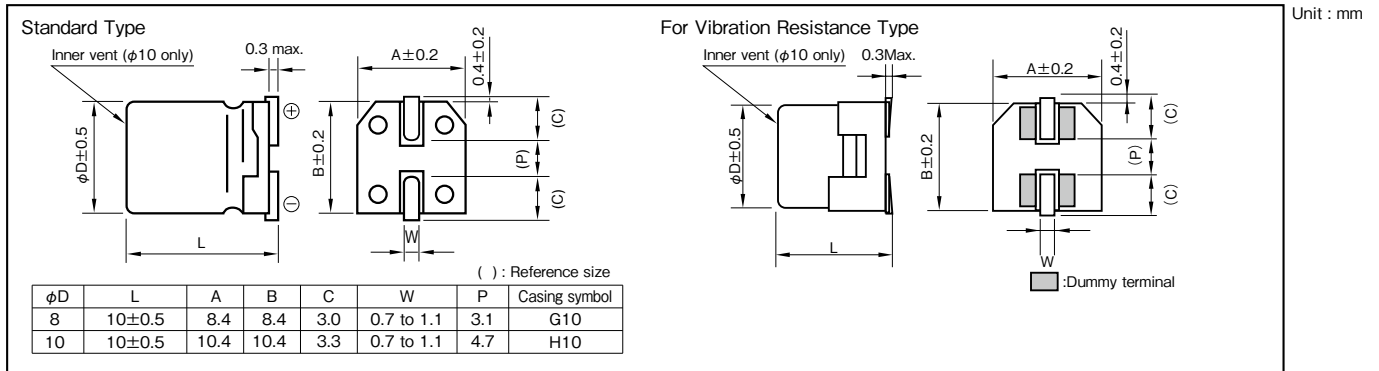 Unit : mm
Standard Type
Inner vent (φ10 only)
0.3 max.
A±0.2
0.4±0.2
φD±0.5
⊕
⊖
B±0.2
(C)
(P)
(C)
L
W
( ) : Reference size
φD L A B C W P Casing symbol
8 10±0.5 8.4 8.4 3.0 0.7 to 1.1 3.1 G10
10 10±0.5 10.4 10.4 3.3 0.7 to 1.1 4.7 H10
For Vibration Resistance Type
Inner vent (φ10 only)
0.3Max.
A±0.2
0.4±0.2
φD±0.5
B±0.2
(C)
(P)
(C)
L
W
:Dummy terminal